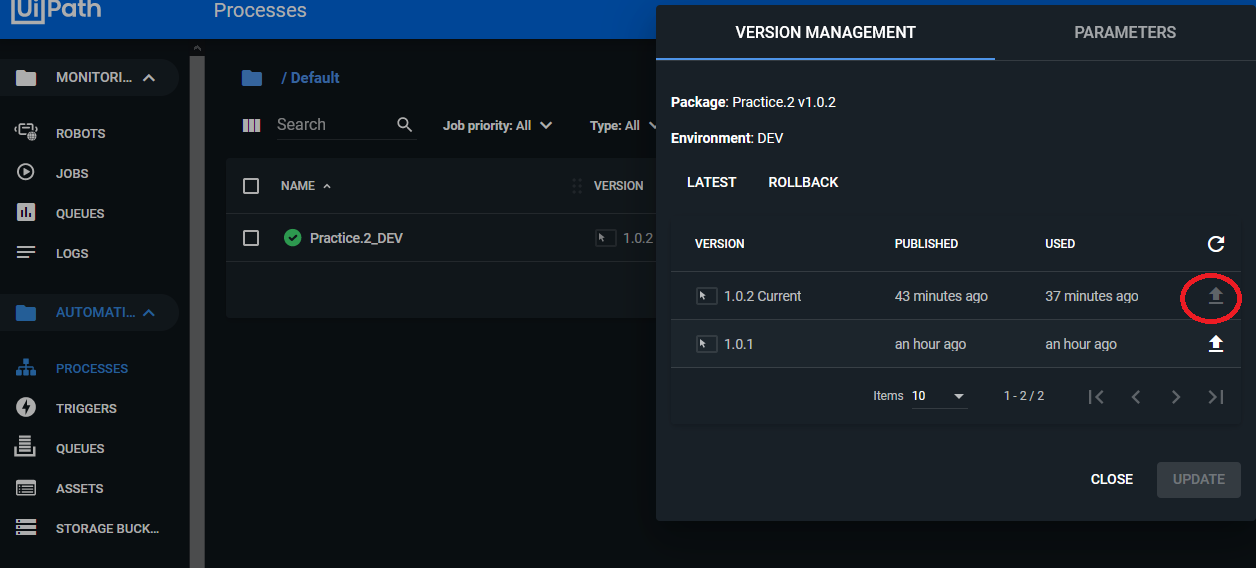 UiPath
Processes
MONITORI...
ROBOTS
JOBS
QUEUES
LOGS
AUTOMATI...
PROCESSES
TRIGGERS
QUEUES
ASSETS
STORAGE BUCK...
/ Default
Search
Job priority: All
Type: All
NAME
VERSION
Practice.2_DEV
1.0.2
VERSION MANAGEMENT
PARAMETERS
Package: Practice.2 v1.0.2
Environment: DEV
LATEST
ROLLBACK
VERSION
PUBLISHED
USED
1.0.2 Current
43 minutes ago
37 minutes ago
1.0.1
an hour ago
an hour ago
Items
10
1 - 2 / 2
CLOSE
UPDATE